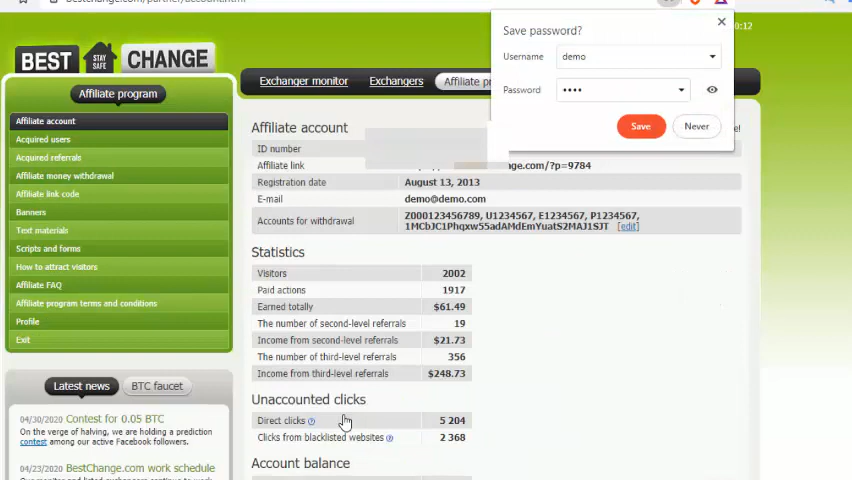 bestchange.com/partner/account.html
0:12
Save password?
Username
demo
Password
••••
Save
Never
BEST
STAY
SAFE
CHANGE
Exchanger monitor
Exchangers
Affiliate
Affiliate program
Affiliate account
Acquired users
Acquired referrals
Affiliate money withdrawal
Affiliate link code
Banners
Text materials
Scripts and forms
How to attract visitors
Affiliate FAQ
Affiliate program terms and conditions
Profile
Exit
Latest news
BTC faucet
04/30/2020 Contest for 0.05 BTC
On the verge of halving, we are holding a prediction
contest among our active Facebook followers.
04/23/2020 BestChange.com work schedule
Affiliate account
ID number
Affiliate link
nge.com/?p=9784
Registration date
August 13, 2013
E-mail
demo@demo.com
Accounts for withdrawal
Z000123456789, U1234567, E1234567, P1234567,
1MCbJC1Phqxw55adAMdEmYuatS2MAJ1SJT [edit]
Statistics
Visitors 2002
Paid actions 1917
Earned totally $61.49
The number of second-level referrals 19
Income from second-level referrals $21.73
The number of third-level referrals 356
Income from third-level referrals $248.73
Unaccounted clicks
Direct clicks 5 204
Clicks from blacklisted websites 2 368
Account balance